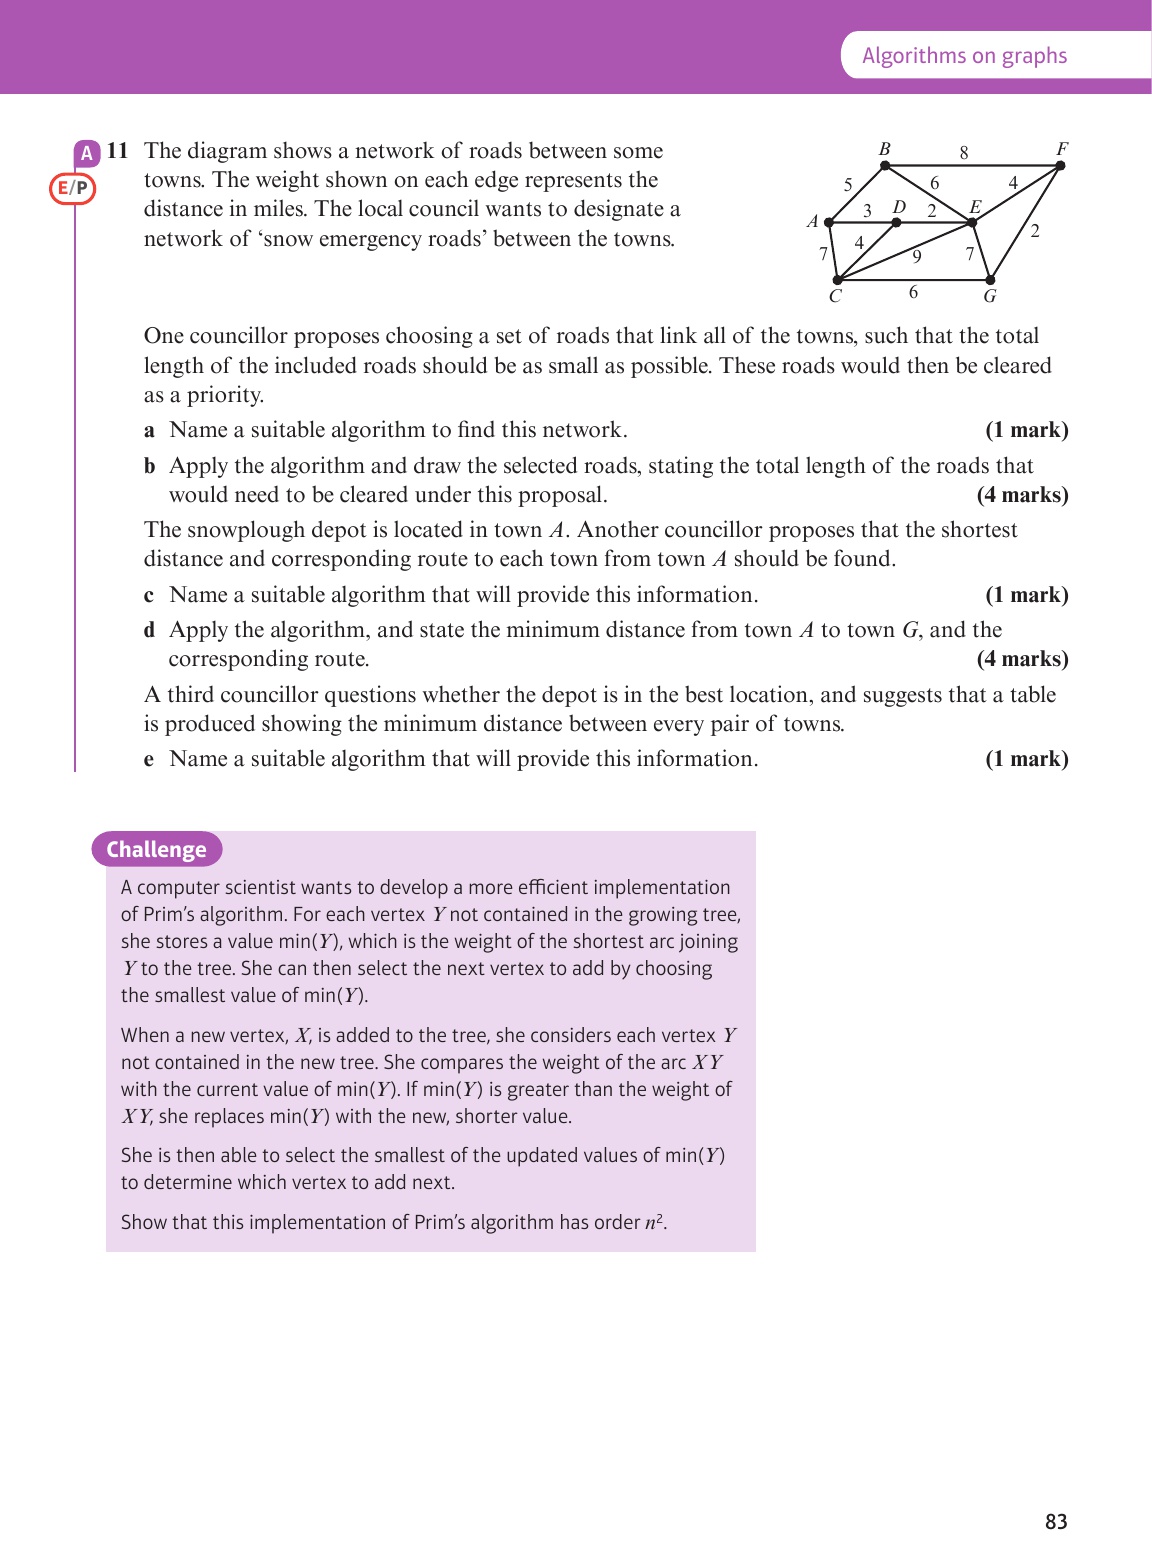 Algorithms on graphs
A 11 The diagram shows a network of roads between some
E/P
towns. The weight shown on each edge represents the
distance in miles. The local council wants to designate a
network of ‘snow emergency roads’ between the towns.
B 8 F
5 6 4
A 3 D 2 E
2
7 4 9 7
C 6 G
One councillor proposes choosing a set of roads that link all of the towns, such that the total
length of the included roads should be as small as possible. These roads would then be cleared
as a priority.
a Name a suitable algorithm to find this network. (1 mark)
b Apply the algorithm and draw the selected roads, stating the total length of the roads that
would need to be cleared under this proposal. (4 marks)
The snowplough depot is located in town A. Another councillor proposes that the shortest
distance and corresponding route to each town from town A should be found.
c Name a suitable algorithm that will provide this information. (1 mark)
d Apply the algorithm, and state the minimum distance from town A to town G, and the
corresponding route. (4 marks)
A third councillor questions whether the depot is in the best location, and suggests that a table
is produced showing the minimum distance between every pair of towns.
e Name a suitable algorithm that will provide this information. (1 mark)
Challenge
A computer scientist wants to develop a more efficient implementation
of Prim’s algorithm. For each vertex Y not contained in the growing tree,
she stores a value min(Y), which is the weight of the shortest arc joining
Y to the tree. She can then select the next vertex to add by choosing
the smallest value of min(Y).
When a new vertex, X, is added to the tree, she considers each vertex Y
not contained in the new tree. She compares the weight of the arc XY
with the current value of min(Y). If min(Y) is greater than the weight of
XY, she replaces min(Y) with the new, shorter value.
She is then able to select the smallest of the updated values of min(Y)
to determine which vertex to add next.
Show that this implementation of Prim’s algorithm has order n².
83